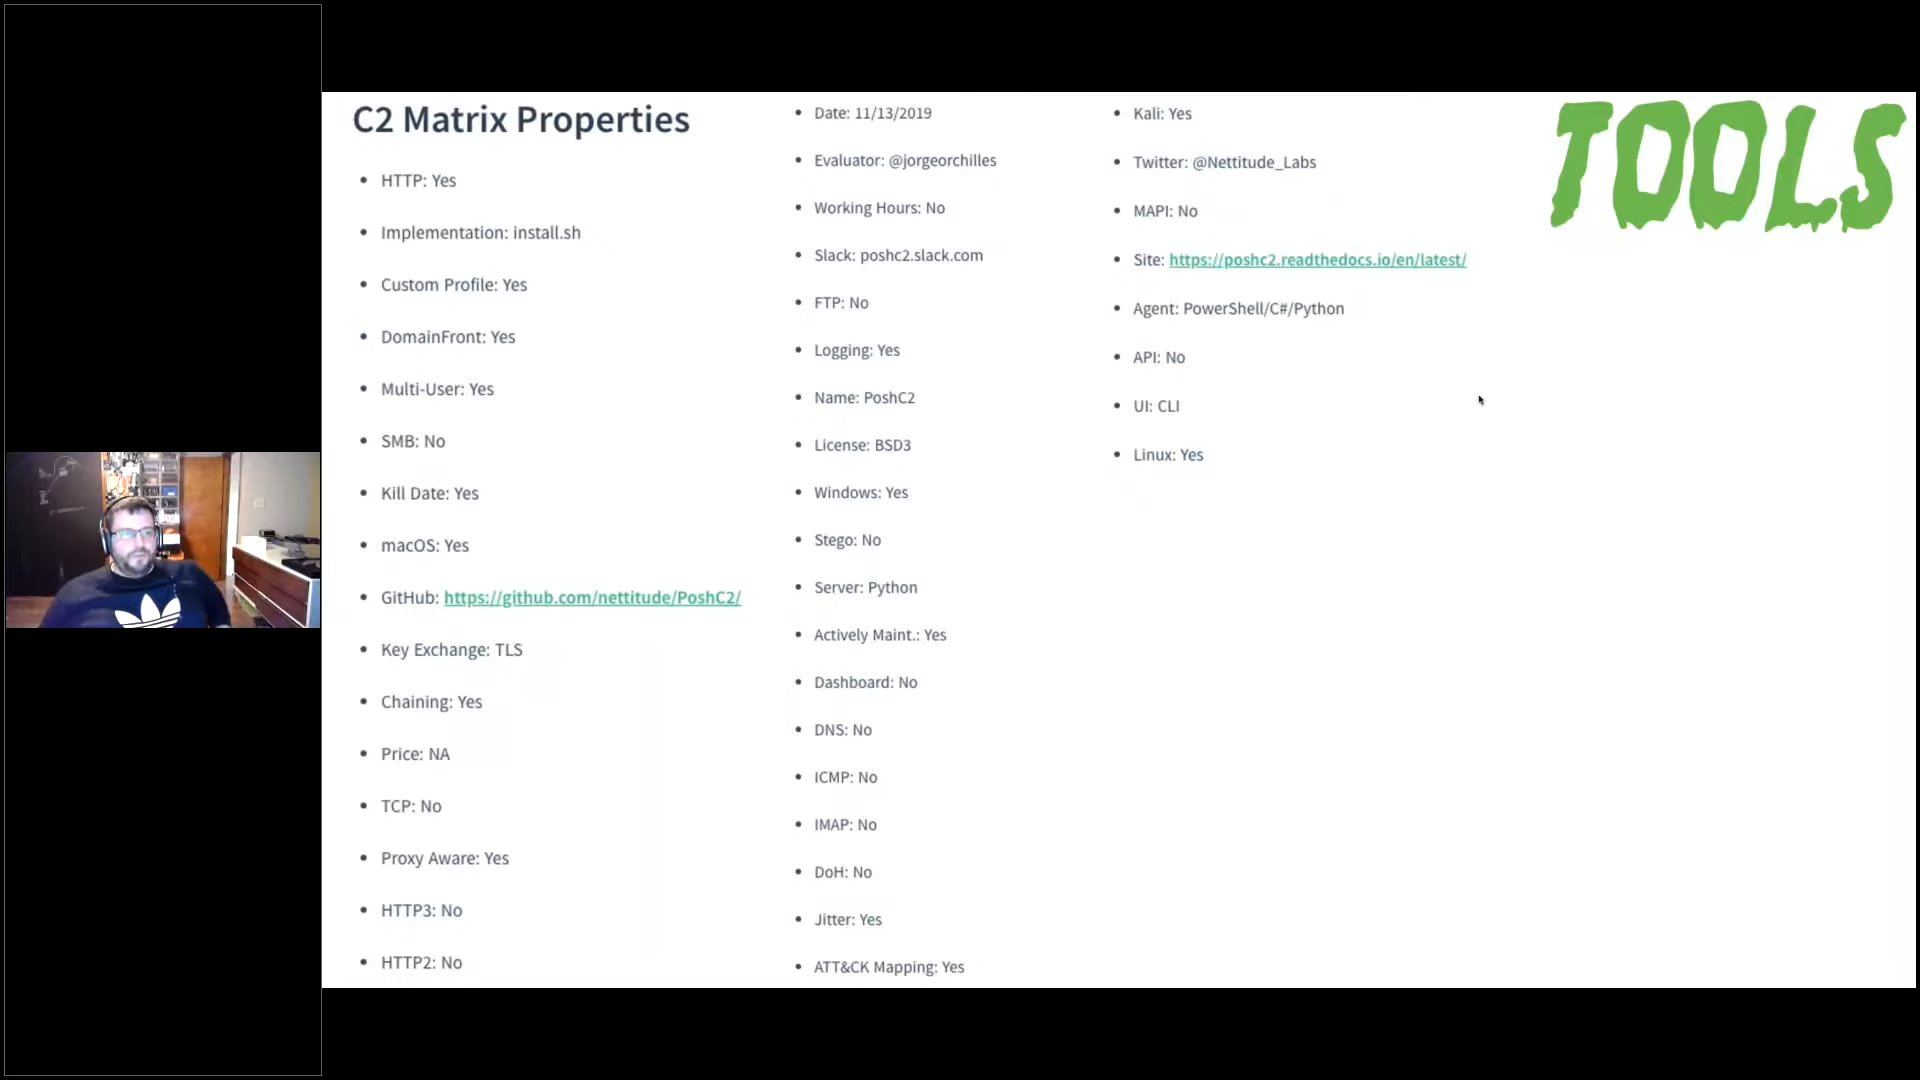 C2 Matrix Properties
HTTP: Yes
Implementation: install.sh
Custom Profile: Yes
DomainFront: Yes
Multi-User: Yes
SMB: No
Kill Date: Yes
macOS: Yes
GitHub: https://github.com/nettitude/PoshC2/
Key Exchange: TLS
Chaining: Yes
Price: NA
TCP: No
Proxy Aware: Yes
HTTP3: No
HTTP2: No
Date: 11/13/2019
Evaluator: @jorgeorchilles
Working Hours: No
Slack: poshc2.slack.com
FTP: No
Logging: Yes
Name: PoshC2
License: BSD3
Windows: Yes
Stego: No
Server: Python
Actively Maint.: Yes
Dashboard: No
DNS: No
ICMP: No
IMAP: No
DoH: No
Jitter: Yes
ATT&CK Mapping: Yes
Kali: Yes
Twitter: @Nettitude_Labs
MAPI: No
Site: https://poshc2.readthedocs.io/en/latest/
Agent: PowerShell/C#/Python
API: No
UI: CLI
Linux: Yes
TOOLS